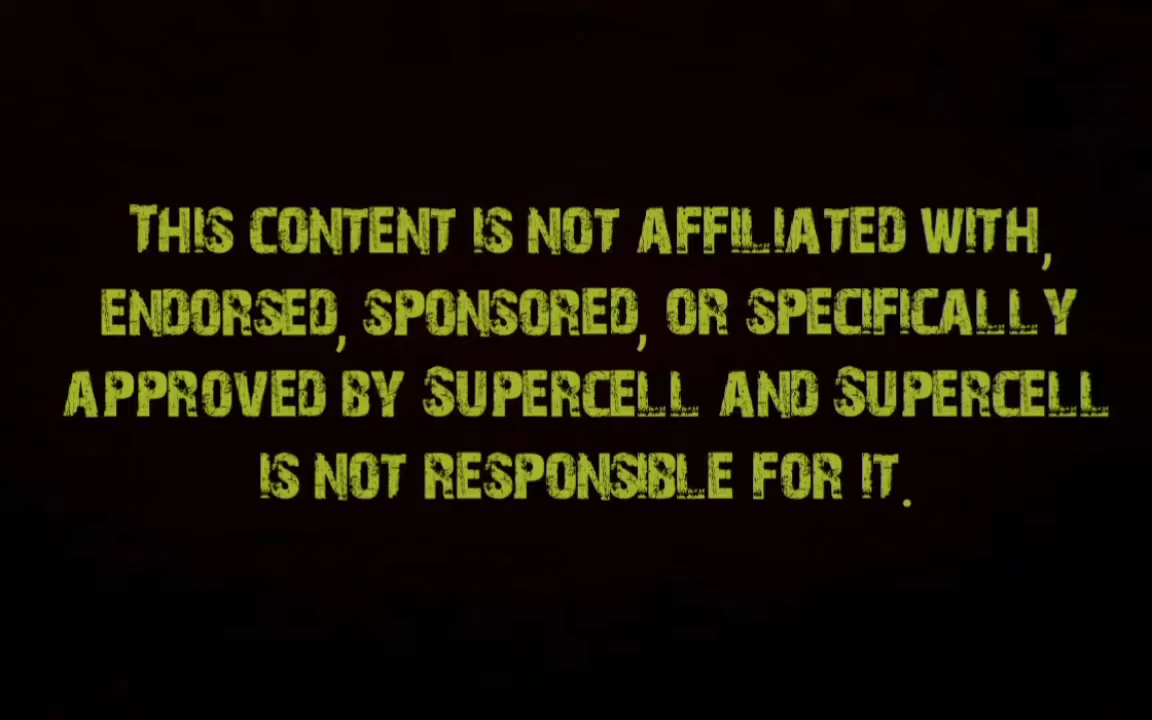 This content is not affiliated with,
endorsed, sponsored, or specifically
approved by Supercell and Supercell
is not responsible for it.